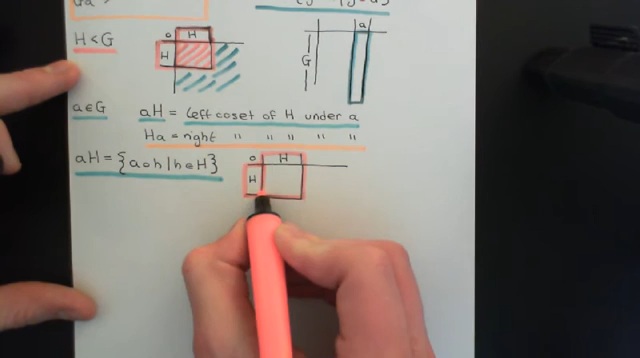 H<G
o H
H
a
G
a∈G aH = left coset of H under a
Ha = right " " " " "
aH = {a∘h | h∈H}
o H
H